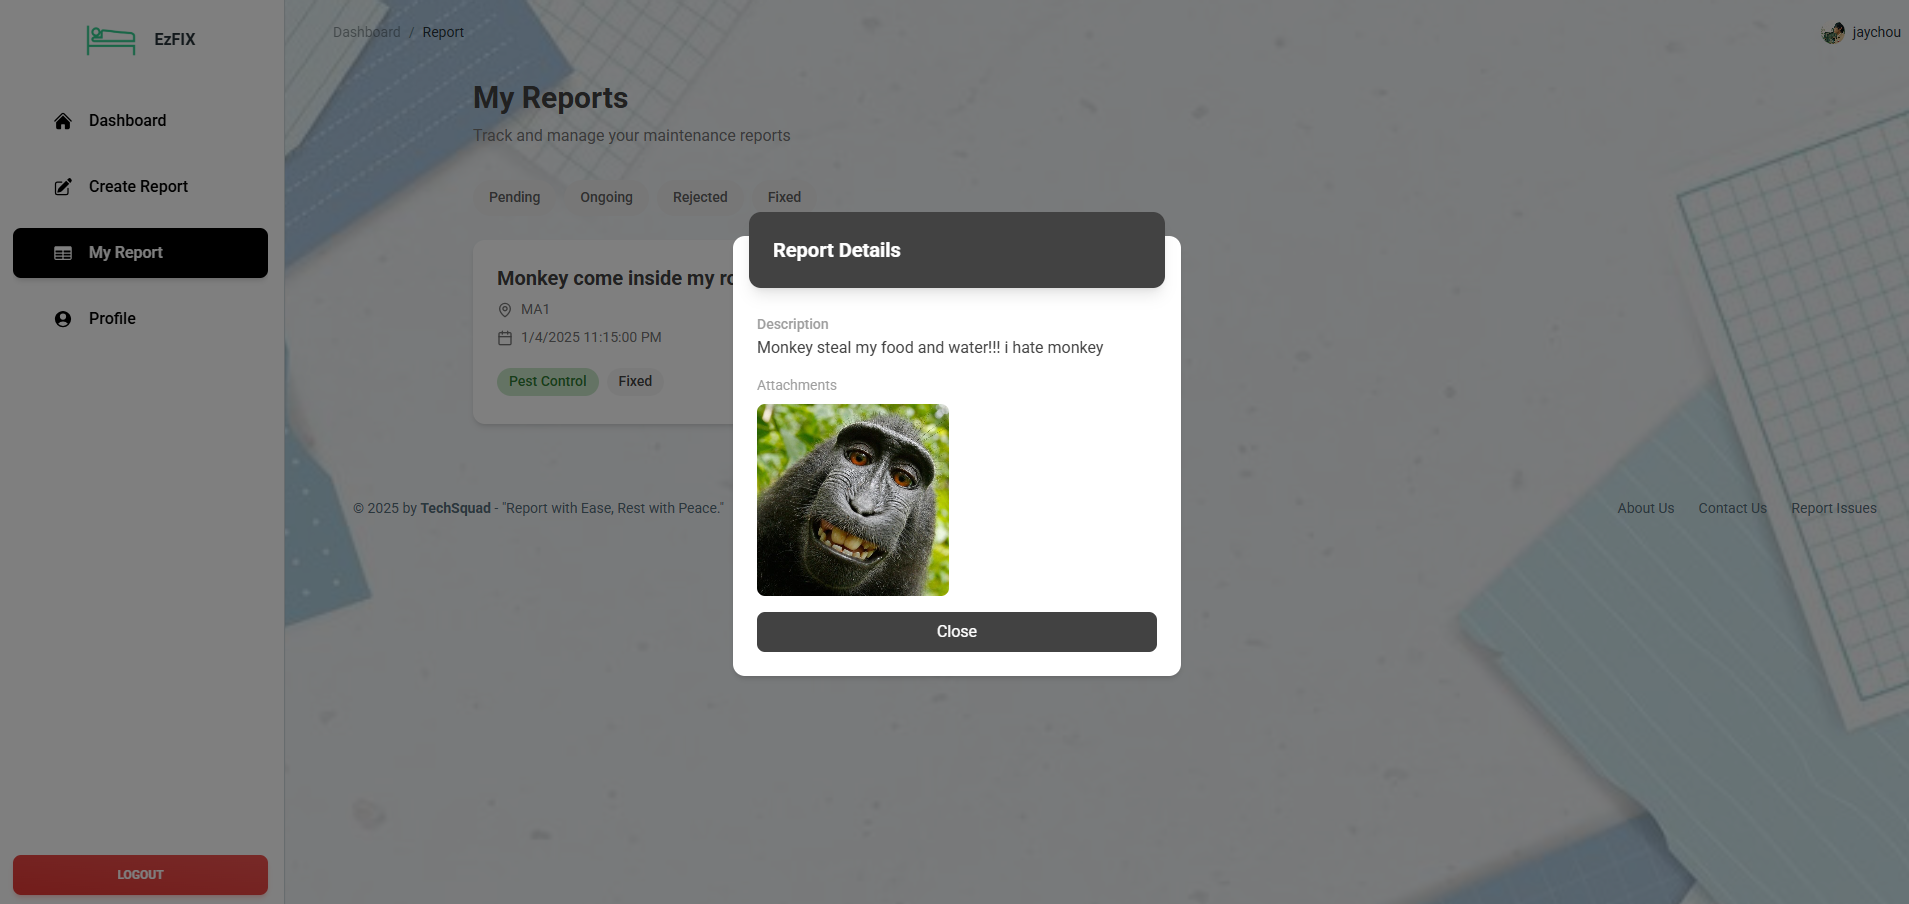 EzFIX
Dashboard
Create Report
My Report
Profile
LOGOUT
Dashboard / Report
jaychou
My Reports
Track and manage your maintenance reports
Pending Ongoing Rejected Fixed
Monkey come inside my
MA1
1/4/2025 11:15:00 PM
Pest Control Fixed
Report Details
Description
Monkey steal my food and water!!! i hate monkey
Attachments
Close
© 2025 by TechSquad - "Report with Ease, Rest with Peace."
About Us Contact Us Report Issues